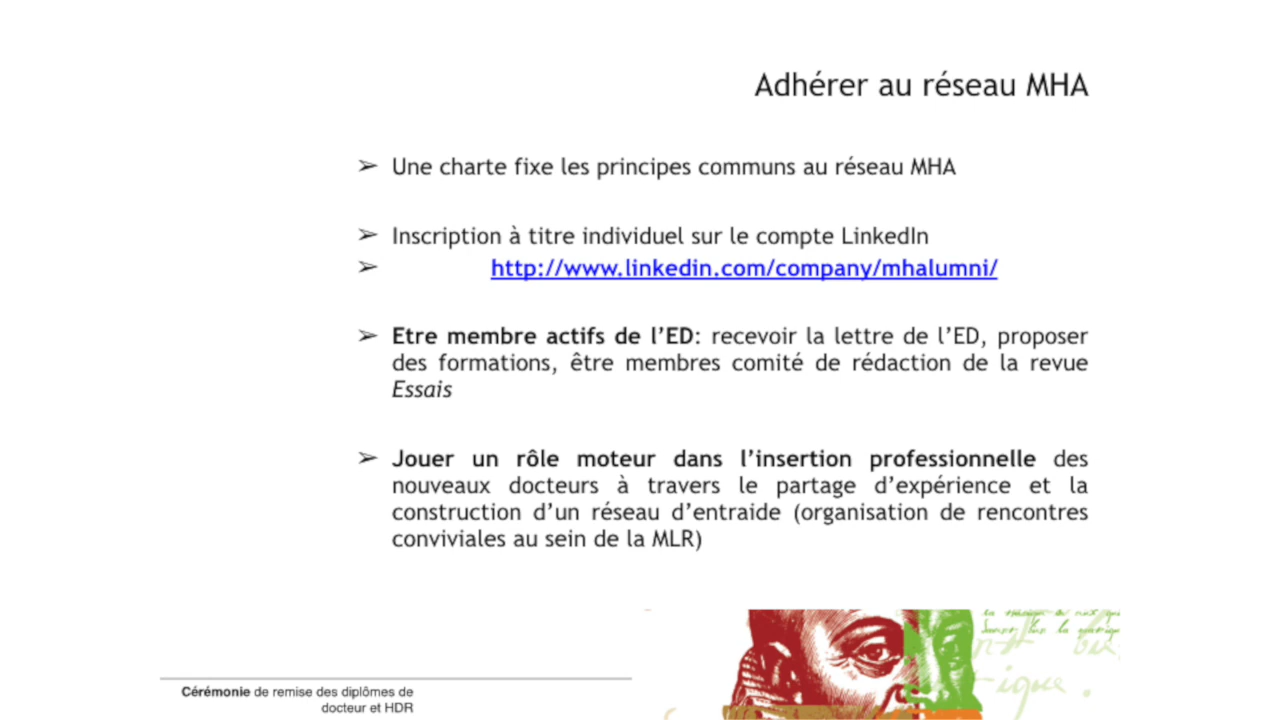 Adhérer au réseau MHA
➢ Une charte fixe les principes communs au réseau MHA
➢ Inscription à titre individuel sur le compte LinkedIn
➢ http://www.linkedin.com/company/mhalumni/
➢ Etre membre actifs de l’ED: recevoir la lettre de l’ED, proposer
des formations, être membres comité de rédaction de la revue
Essais
➢ Jouer un rôle moteur dans l’insertion professionnelle des
nouveaux docteurs à travers le partage d’expérience et la
construction d’un réseau d’entraide (organisation de rencontres
conviviales au sein de la MLR)
Cérémonie de remise des diplômes de
docteur et HDR